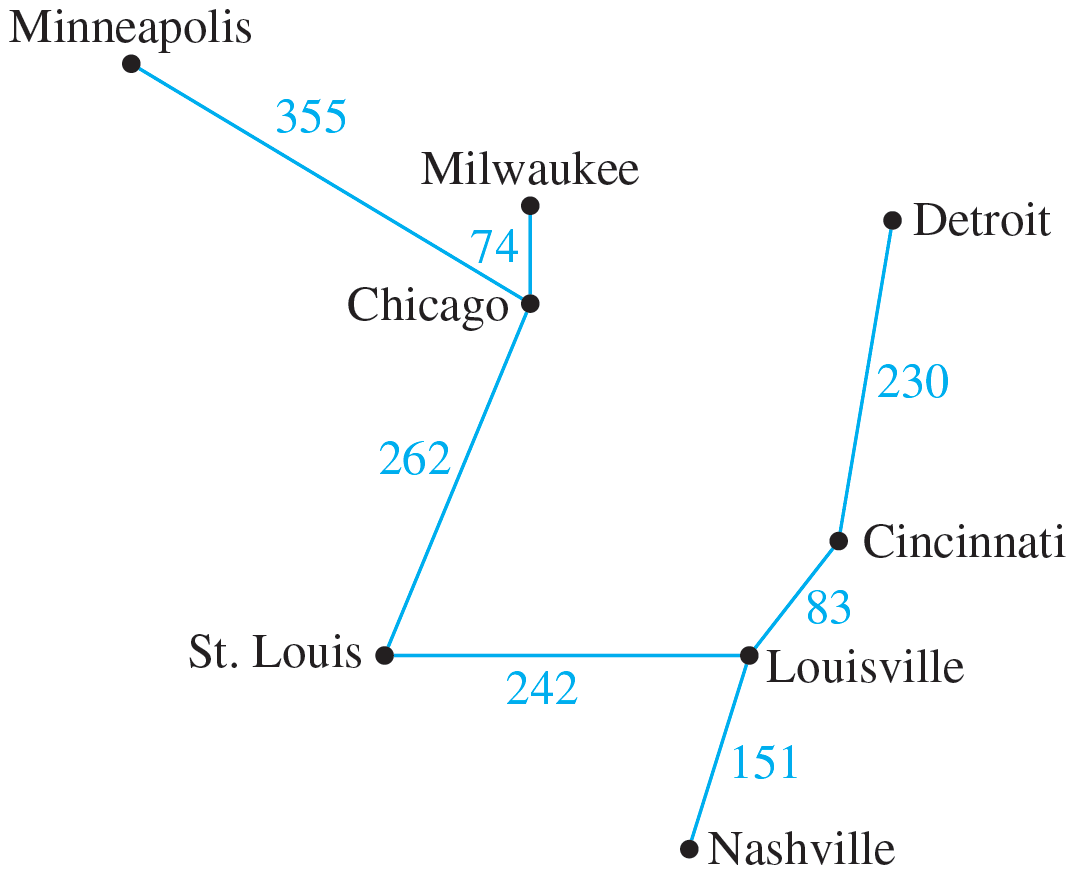 Minneapolis
355
Milwaukee
74
Detroit
Chicago
230
262
Cincinnati
83
St. Louis
Louisville
242
151
Nashville